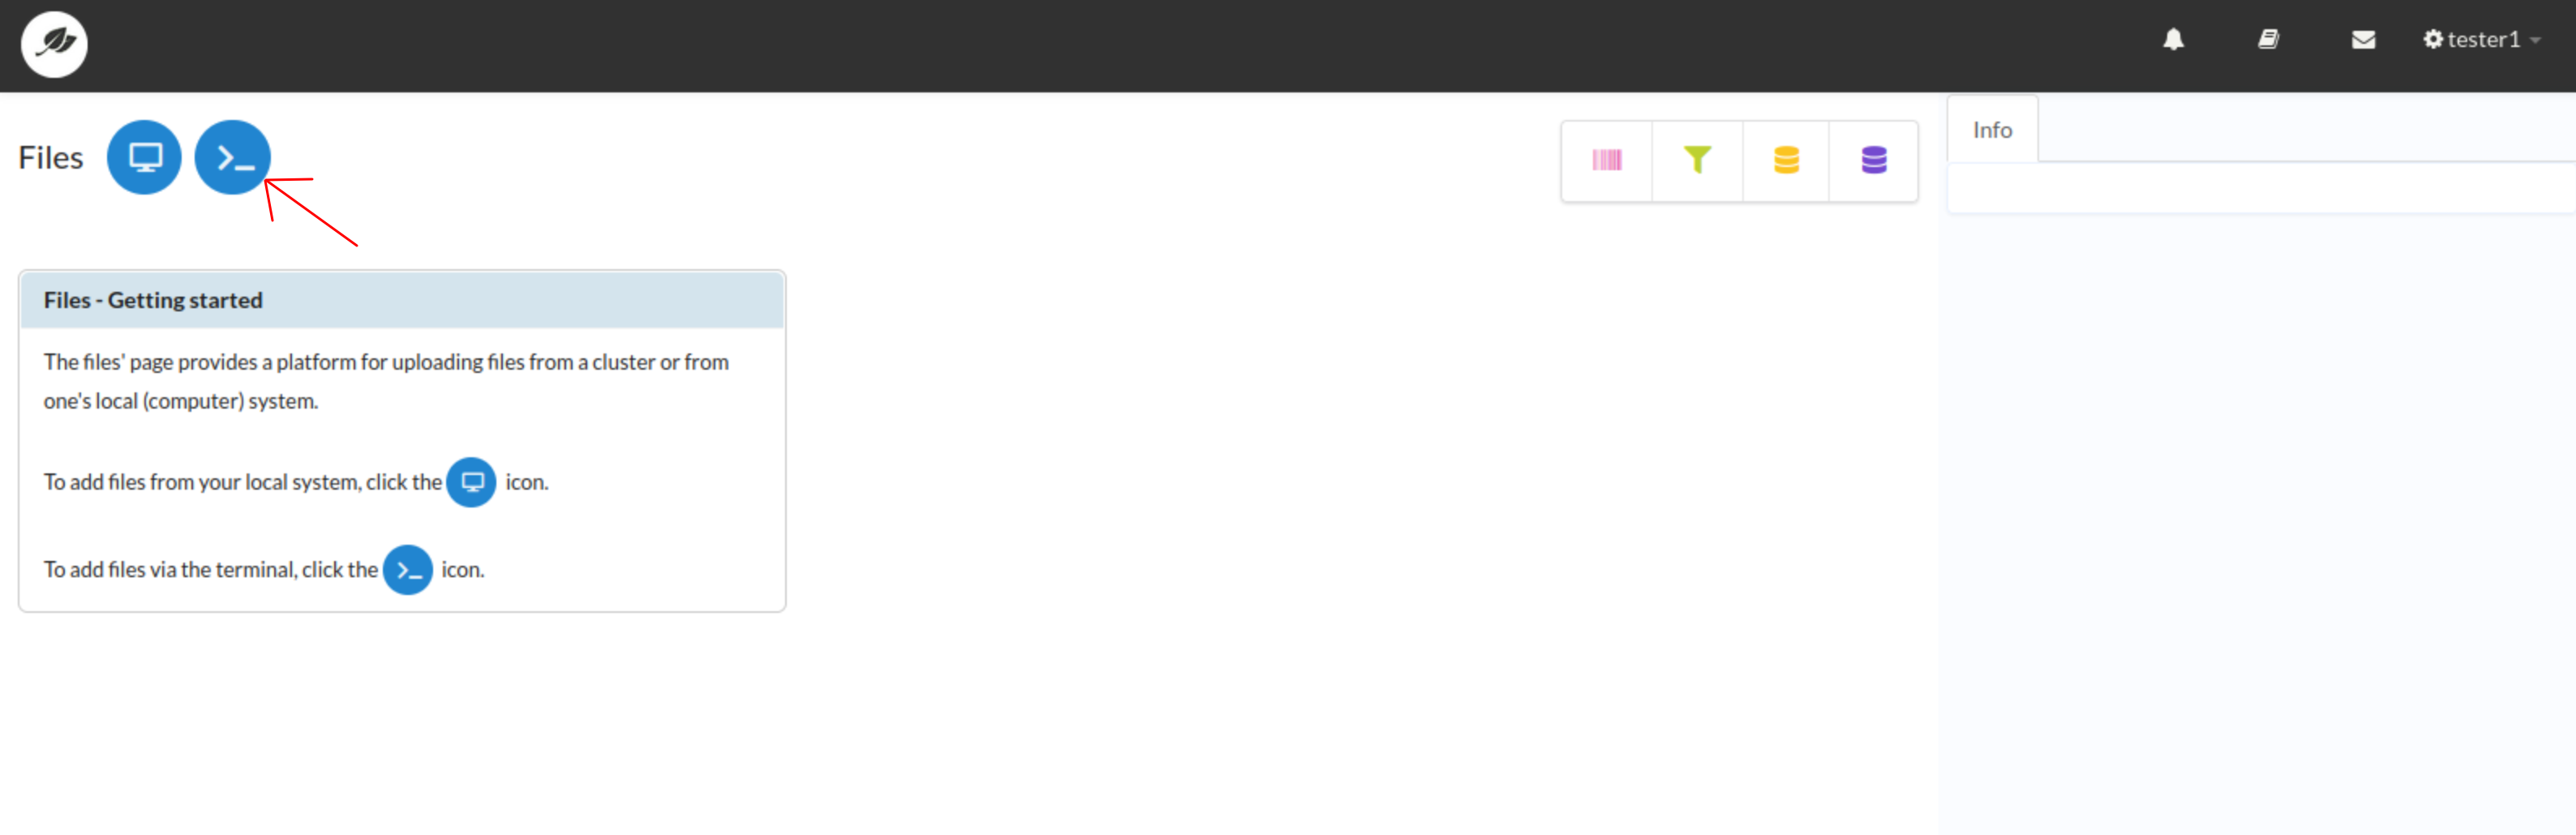 tester1
Files
Info
Files - Getting started
The files' page provides a platform for uploading files from a cluster or from
one's local (computer) system.
To add files from your local system, click the icon.
To add files via the terminal, click the icon.